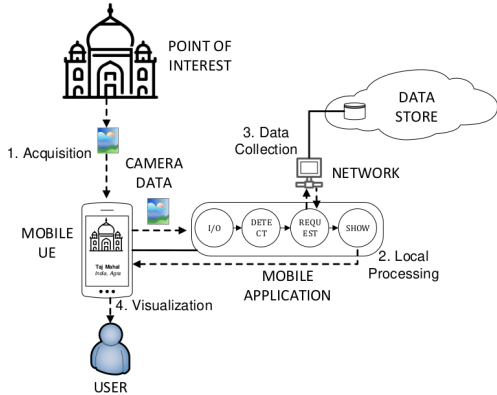 POINT OF
INTEREST
DATA
STORE
3. Data
Collection
1. Acquisition
CAMERA
DATA
NETWORK
MOBILE
UE
I/O
DETE
CT
REQU
EST
SHOW
Taj Mahal
India, Agra
2. Local
Processing
MOBILE
APPLICATION
4. Visualization
USER